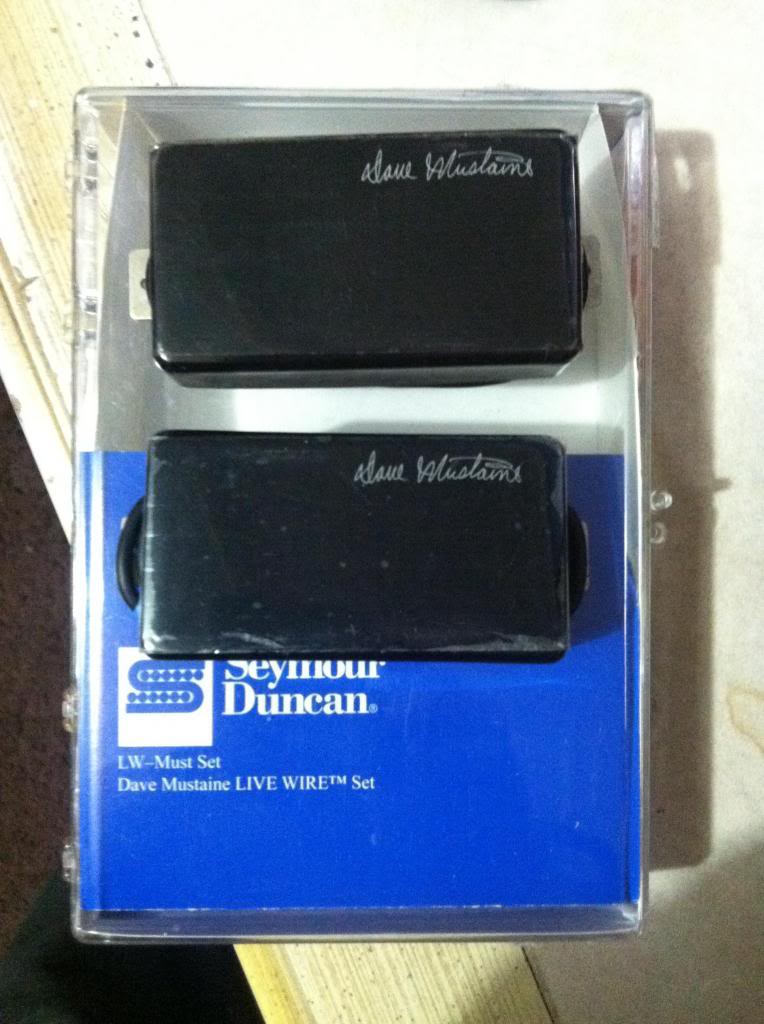 Dave Mustaine
Dave Mustaine
Seymour
Duncan®
LW-Must Set
Dave Mustaine LIVE WIRE™ Set